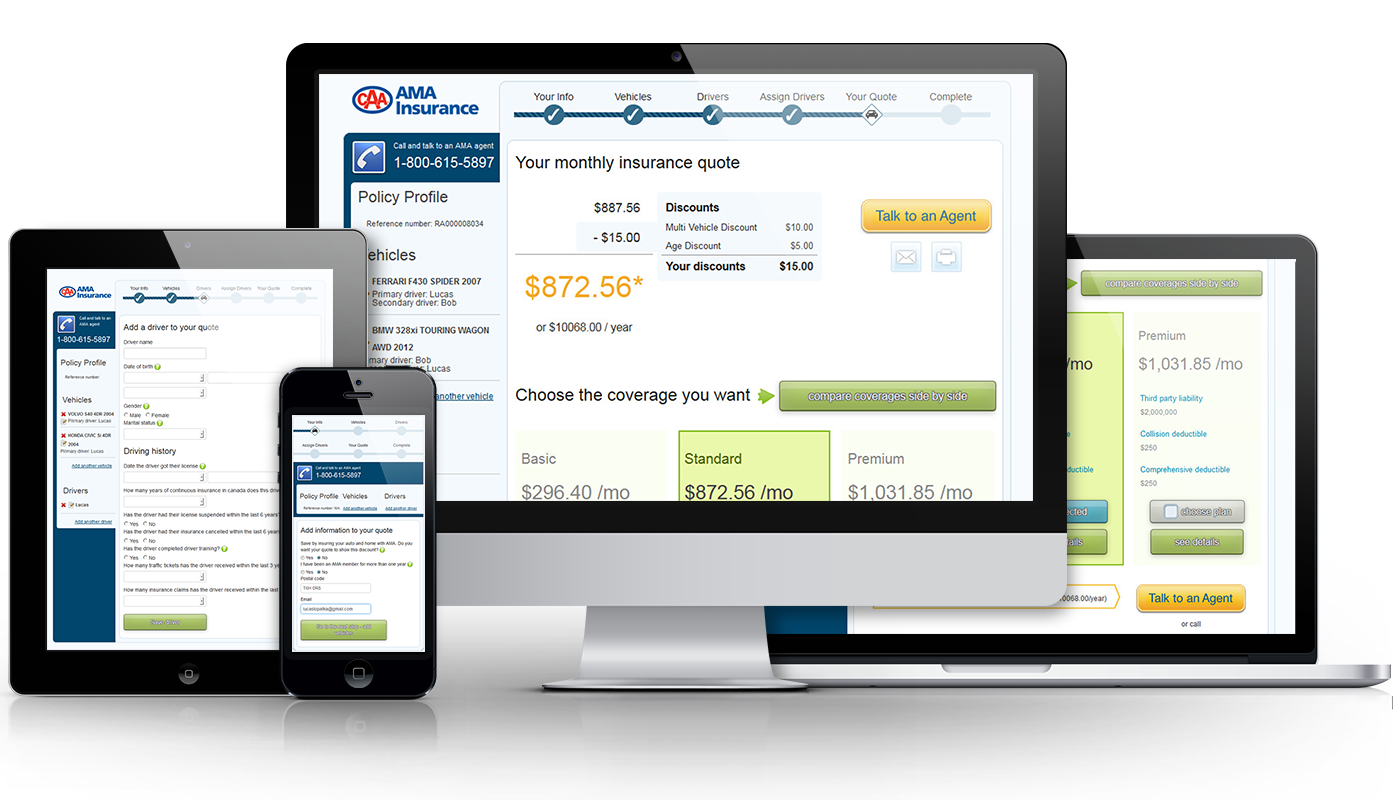 CAA
AMA
Insurance
Your Info
Vehicles
Drivers
Assign Drivers
Your Quote
Complete
Call and talk to an AMA agent
1-800-615-5897
Policy Profile
Reference number: RA000008034
ehicles
FERRARI F430 SPIDER 2007
Primary driver: Lucas
Secondary driver: Bob
BMW 328xi TOURING WAGON
AWD 2012
mary driver: Bob
Lucas
another vehicle
Your monthly insurance quote
$887.56
- $15.00
$872.56*
or $10068.00 / year
Discounts
Multi Vehicle Discount $10.00
Age Discount $5.00
Your discounts $15.00
Talk to an Agent
Choose the coverage you want
compare coverages side by side
Basic
$296.40 /mo
Standard
$872.56 /mo
Premium
$1,031.85 /mo
CAA
AMA
Insurance
Your Info
Vehicles
Drivers
Assign Drivers
Your Quote
Complete
Call and talk to an
AMA agent
1-800-615-5897
Policy Profile
Reference number:
Vehicles
VOLVO S40 4DR 2004
Primary driver: Lucas
HONDA CIVIC Si 4DR
2004
Primary driver: Lucas
Add another vehicle
Drivers
Lucas
Add another driver
Add a driver to your quote
Driver name
Date of birth
Gender
Male Female
Marital status
Driving history
Date the driver got their license
How many years of continuous insurance in canada does this driv
Has the driver had their license suspended within the last 6 years?
Yes No
Has the driver had their insurance cancelled within the last 6 years
Yes No
Has the driver completed driver training?
Yes No
How many traffic tickets has the driver received within the last 3 ye
How many insurance claims has the driver received within the last
Save driver
Your Info
Vehicles
Drivers
Assign Drivers
Your Quote
Complete
Call and talk to an AMA agent
1-800-615-5897
Policy Profile
Vehicles
Drivers
Reference number: N/A
Add another vehicle
Add another driver
Add information to your quote
Save by insuring your auto and home with AMA. Do you
want your quote to show this discount?
Yes No
I have been an AMA member for more than one year
Yes No
Postal code
Email
Go to the next step - add
vehicles
compare coverages side by side
/mo
Premium
$1,031.85 /mo
Third party liability
$2,000,000
Collision deductible
$250
Comprehensive deductible
$250
eductible
ected
ails
choose plan
see details
0068.00/year)
Talk to an Agent
or call